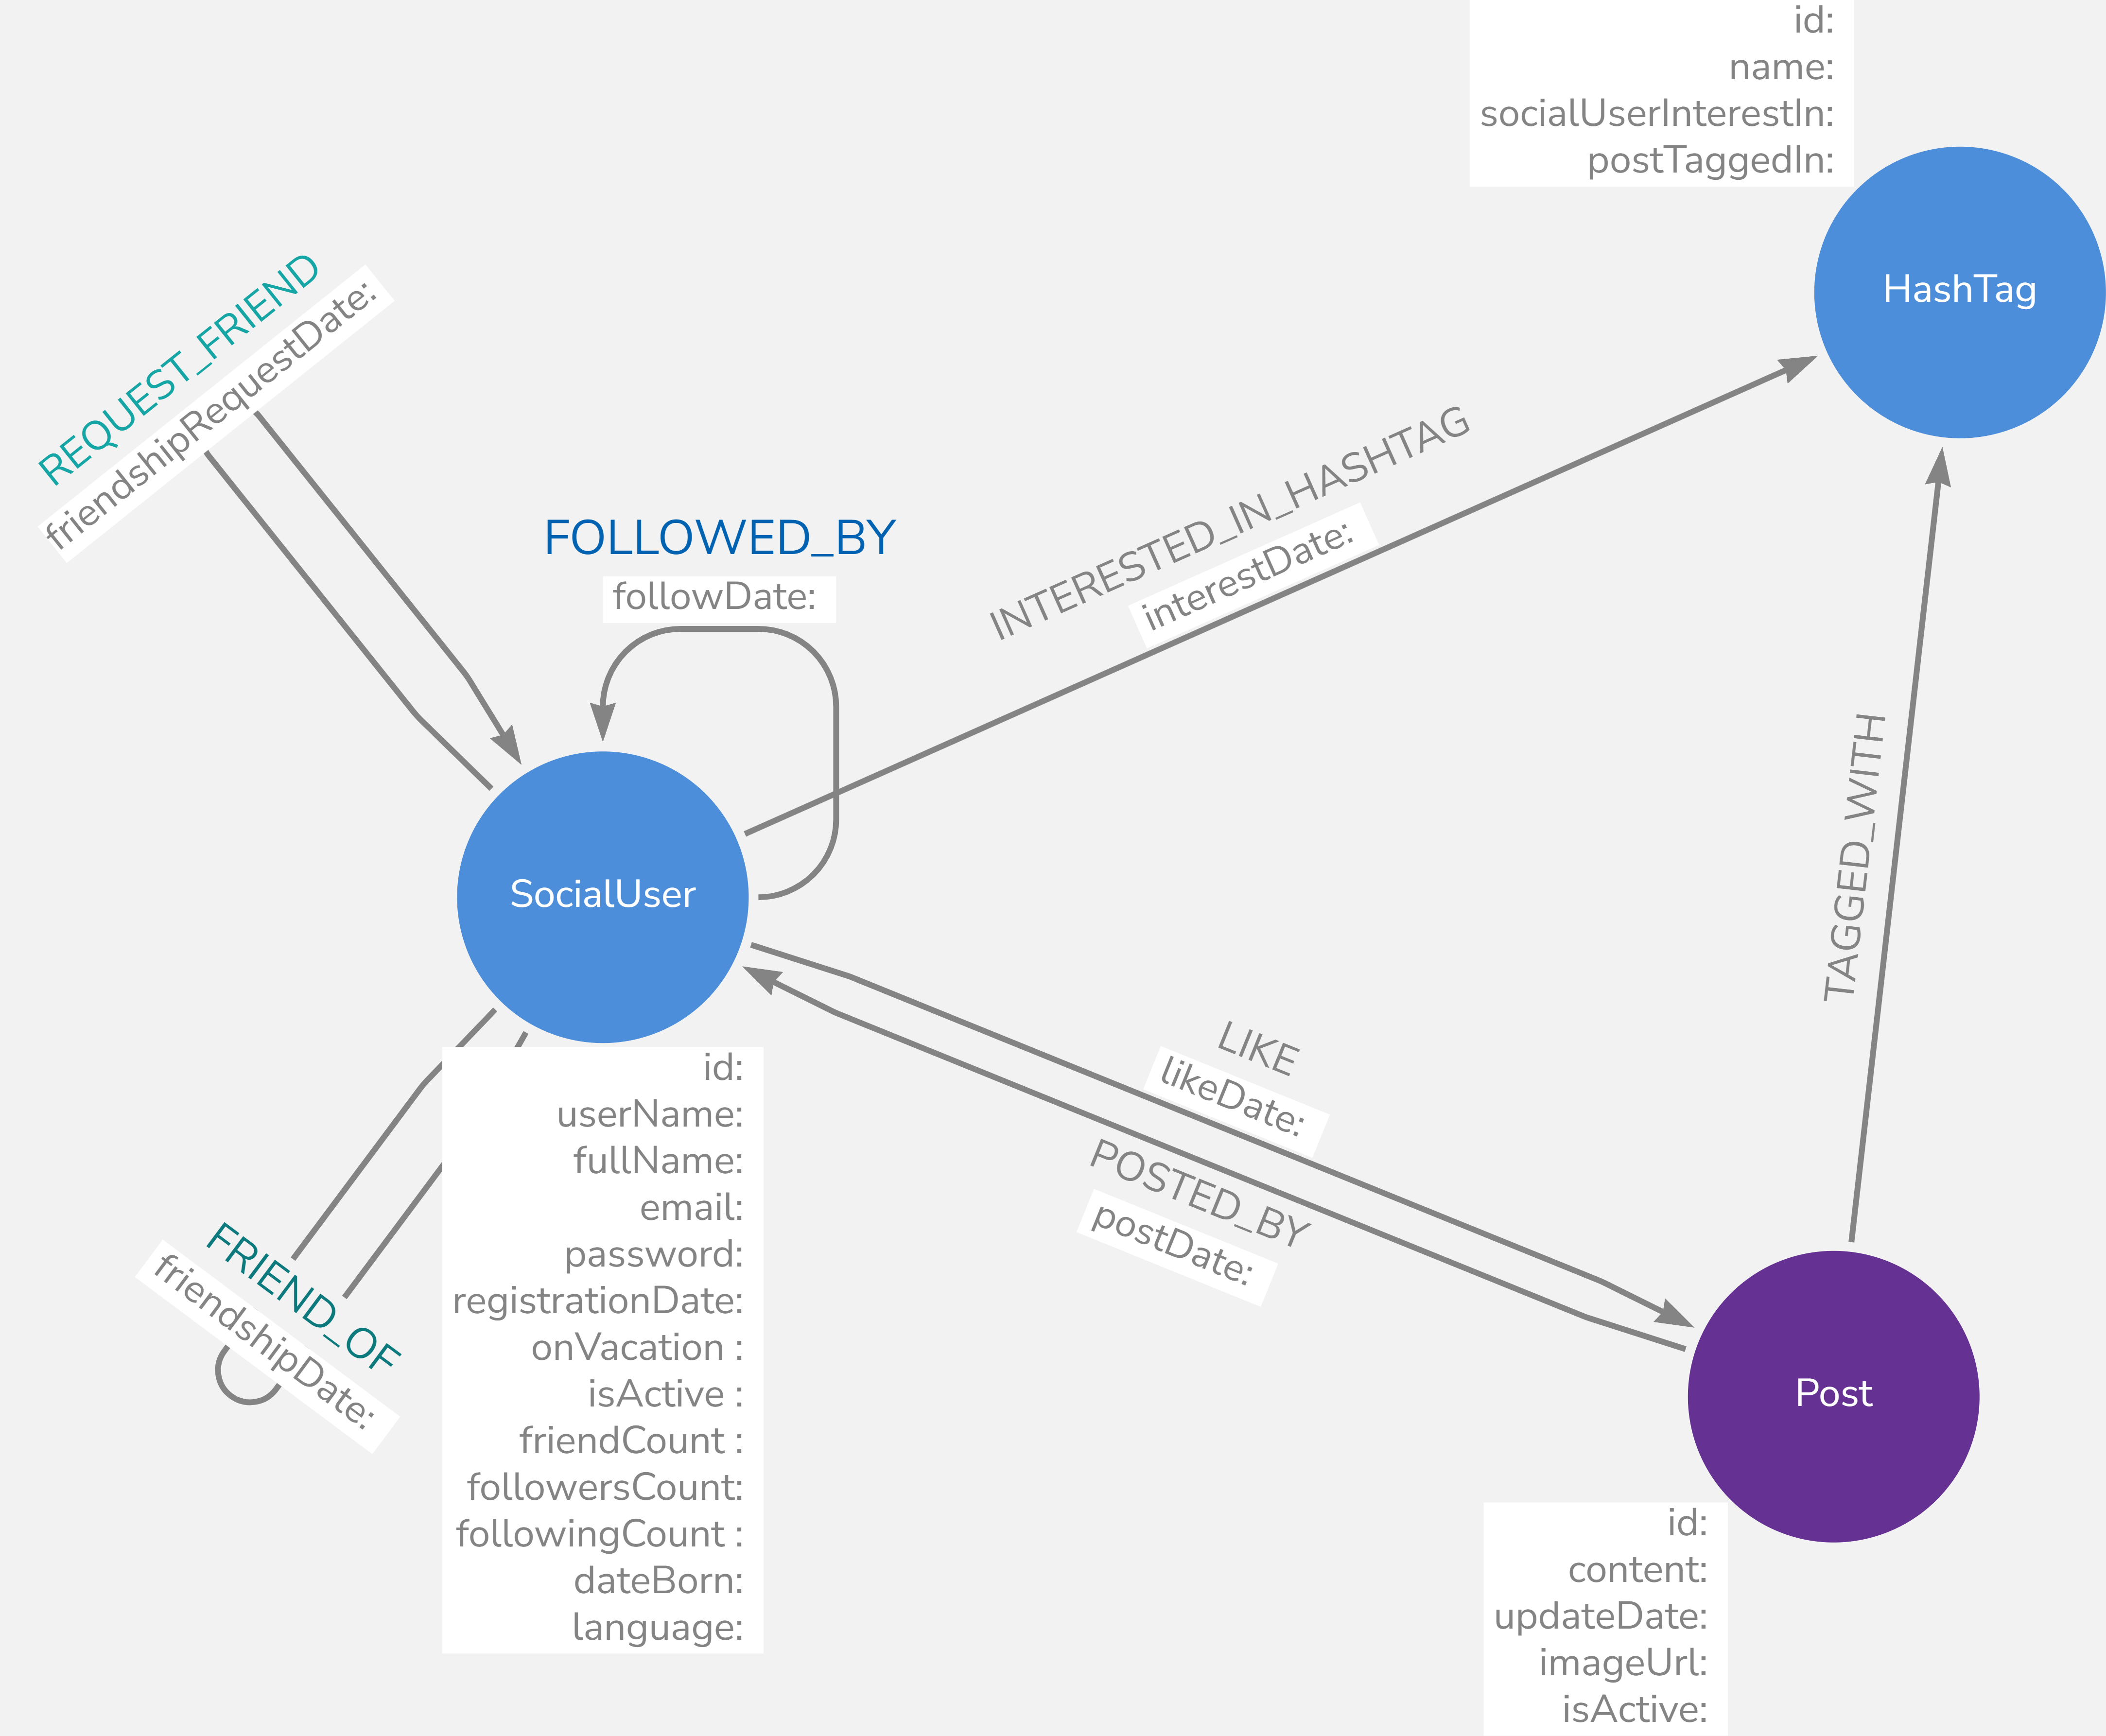 id:
name:
socialUserInterestIn:
postTaggedIn:
HashTag
REQUEST_FRIEND
friendshipRequestDate:
FOLLOWED_BY
followDate:
INTERESTED_IN_HASHTAG
interestDate:
TAGGED_WITH
SocialUser
LIKE
likeDate:
POSTED_BY
postDate:
FRIEND_OF
friendshipDate:
id:
userName:
fullName:
email:
password:
registrationDate:
onVacation :
isActive :
friendCount :
followersCount:
followingCount :
dateBorn:
language:
Post
id:
content:
updateDate:
imageUrl:
isActive: